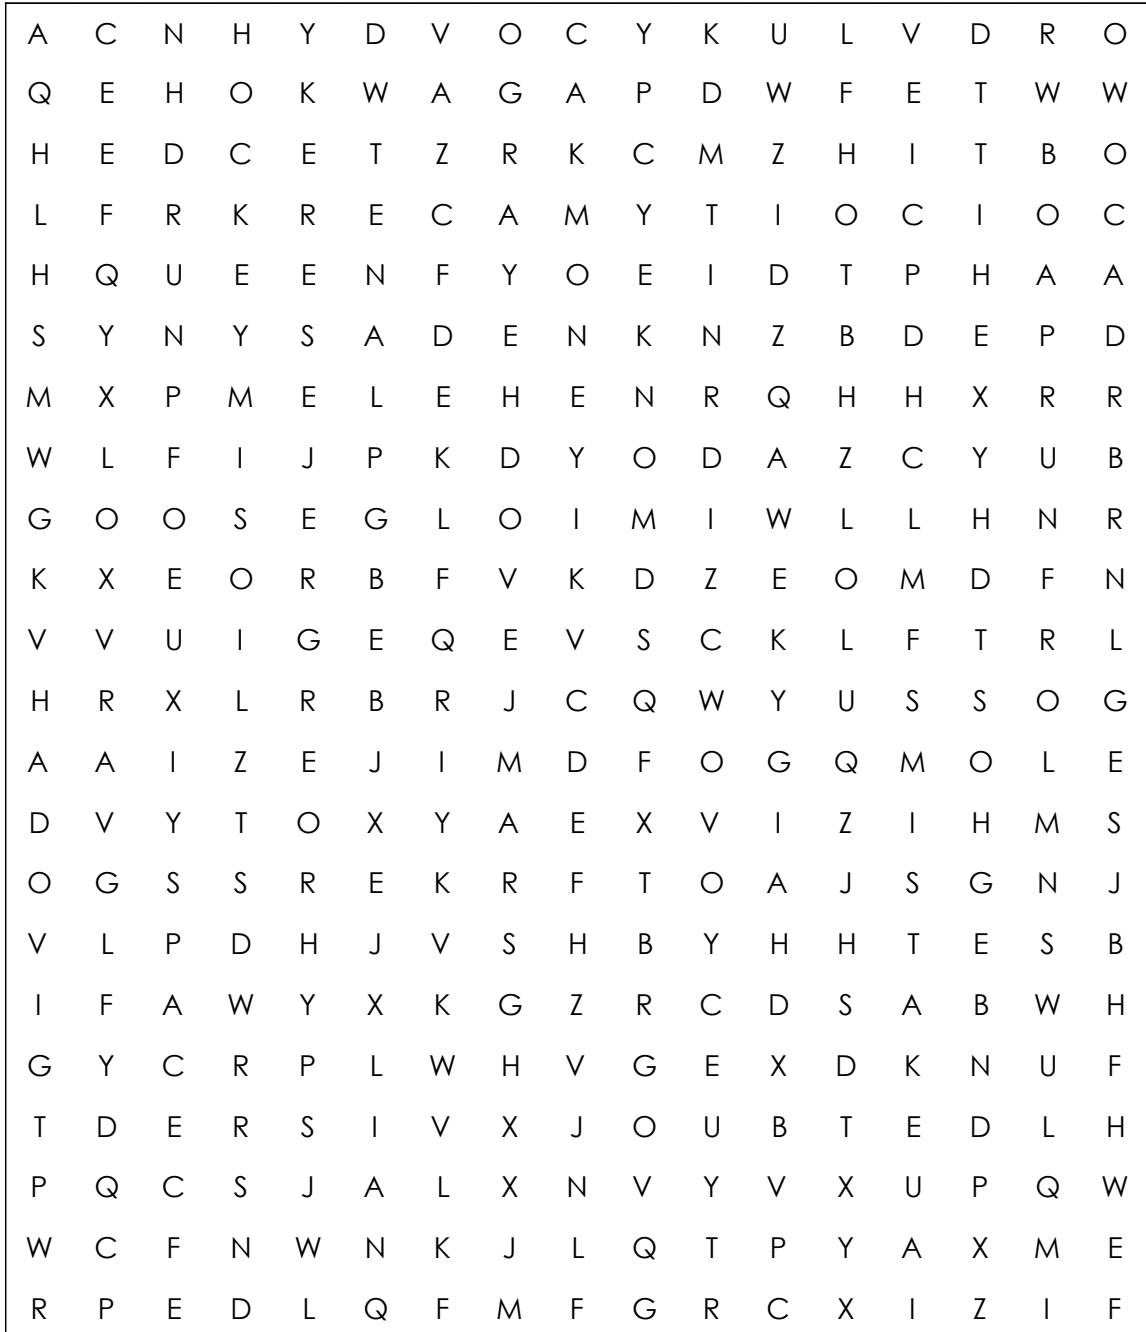 A C N H Y D V O C Y K U L V D R O
Q E H O K W A G A P D W F E T W W
H E D C E T Z R K C M Z H I T B O
L F R K R E C A M Y T I O C I O C
H Q U E E N F Y O E I D T P H A A
S Y N Y S A D E N K N Z B D E P D
M X P M E L E H E N R Q H H X R R
W L F I J P K D Y O D A Z C Y U B
G O O S E G L O I M I W L L H N R
K X E O R B F V K D Z E O M D F N
V V U I G E Q E V S C K L F T R L
H R X L R B R J C Q W Y U S S O G
A A I Z E J I M D F O G Q M O L E
D V Y T O X Y A E X V I Z I H M S
O G S S R E K R F T O A J S G N J
V L P D H J V S H B Y H H T E S B
I F A W Y X K G Z R C D S A B W H
G Y C R P L W H V G E X D K N U F
T D E R S I V X J O U B T E D L H
P Q C S J A L X N V Y V X U P Q W
W C F N W N K J L Q T P Y A X M E
R P E D L Q F M F G R C X I Z I F